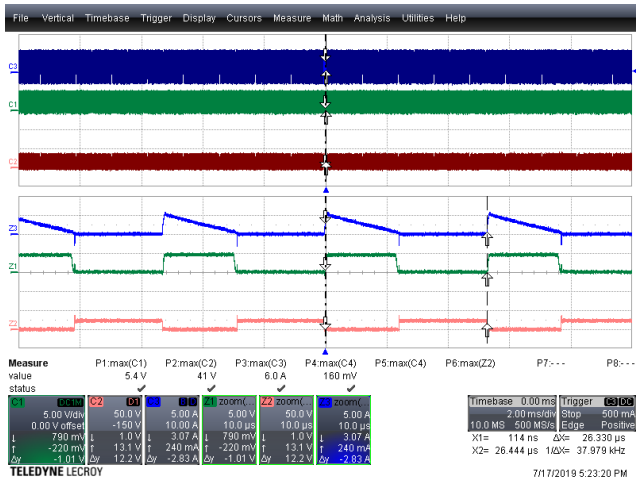 File Vertical Timebase Trigger Display Cursors Measure Math Analysis Utilities Help
C3
C1
C2
Z3
Z1
Z2
Measure P1:max(C1) P2:max(C2) P3:max(C3) P4:max(C4) P5:max(C4) P6:max(Z2) P7:- - - P8:- - -
value 5.4 V 41 V 6.0 A 160 mV
status
C1 DC1M C2 D1 Z1 zoom(... Z2 zoom(... zoom(... Timebase 0.00 ms Trigger C3 DC
5.00 V/div 50.0 V 5.00 A 5.00 V 50.0 V 5.00 A 2.00 ms/div Stop 500 mA
0.00 V offset -150 V 10.00 A 10.0 µs 10.0 µs 10.0 µs 10.0 MS 500 MS/s Edge Positive
↓ 790 mV ↓ 1.0 V ↓ 3.07 A ↓ 790 mV ↓ 1.0 V ↓ 3.07 A X1= 114 ns ΔX= 26.330 µs
↑ -220 mV ↑ 13.1 V ↑ 240 mA ↑ -220 mV ↑ 13.1 V ↑ 240 mA X2= 26.444 µs 1/ΔX= 37.979 kHz
Δy -1.01 V Δy 12.2 V Δy -2.83 A Δy -1.01 V Δy 12.2 V Δy -2.83 A
TELEDYNE LECROY 7/17/2019 5:23:20 PM